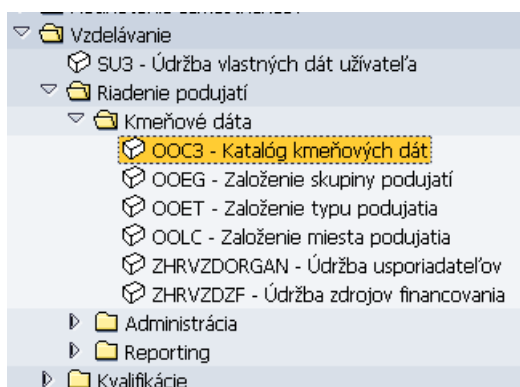 Vzdelávanie
SU3 - Údržba vlastných dát užívateľa
Riadenie podujatí
Kmeňové dáta
OOC3 - Katalóg kmeňových dát
OOEG - Založenie skupiny podujatí
OOET - Založenie typu podujatia
OOLC - Založenie miesta podujatia
ZHRVZDORGAN - Údržba usporiadateľov
ZHRVZDZF - Údržba zdrojov financovania
Administrácia
Reporting
Kvalifikácie